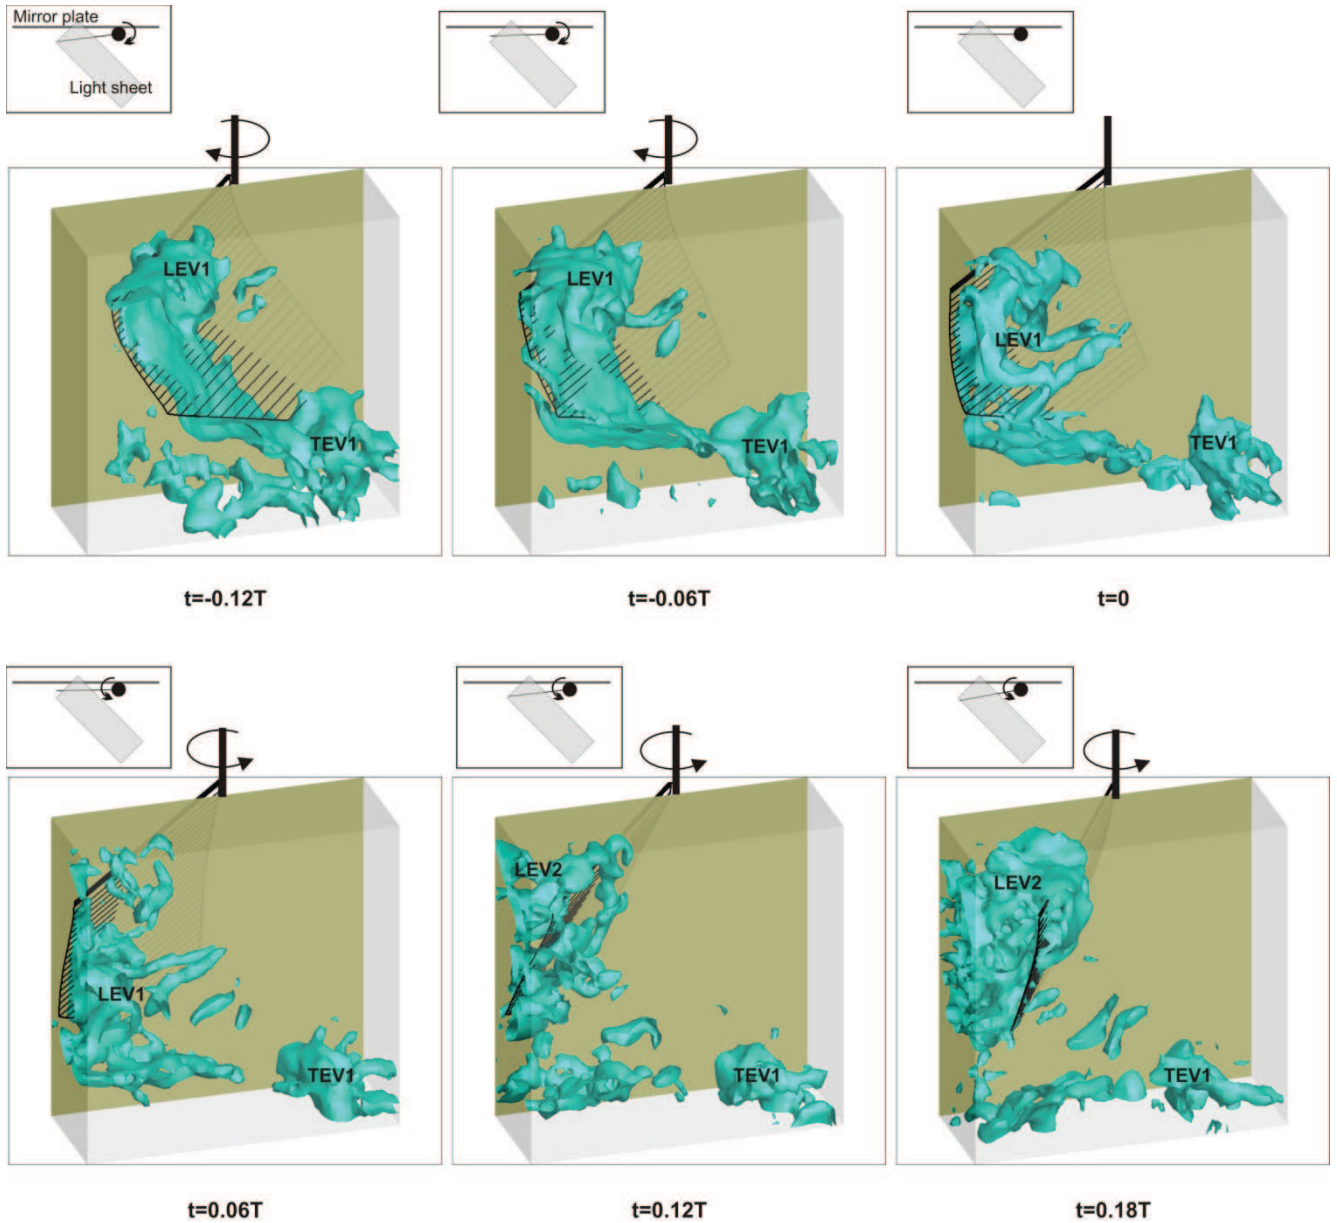 Mirror plate
Light sheet
LEV1
TEV1
t=-0.12T
LEV1
TEV1
t=-0.06T
LEV1
TEV1
t=0
LEV1
TEV1
t=0.06T
LEV2
TEV1
t=0.12T
LEV2
TEV1
t=0.18T